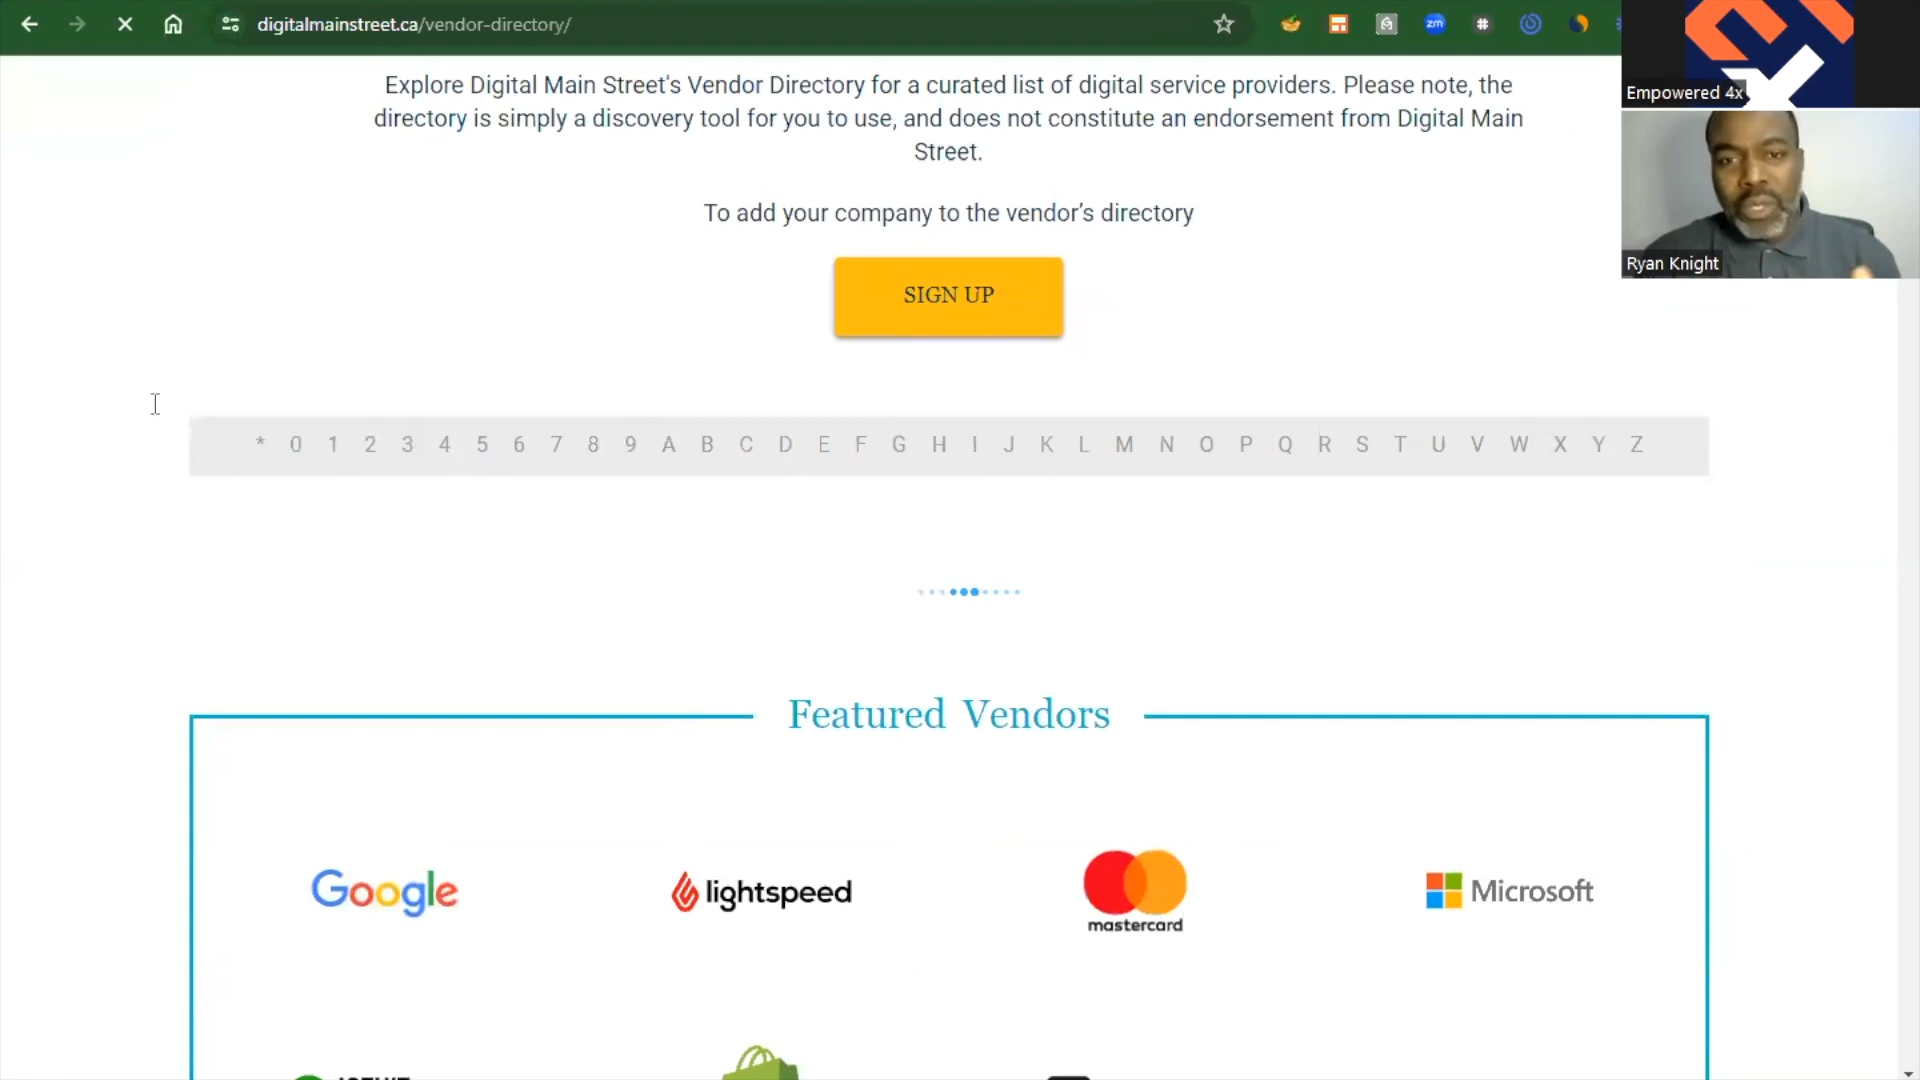 digitalmainstreet.ca/vendor-directory/
zm
#
Empowered 4x
Explore Digital Main Street's Vendor Directory for a curated list of digital service providers. Please note, the
directory is simply a discovery tool for you to use, and does not constitute an endorsement from Digital Main
Street.
Ryan Knight
To add your company to the vendor’s directory
SIGN UP
* 0 1 2 3 4 5 6 7 8 9 A B C D E F G H I J K L M N O P Q R S T U V W X Y Z
Featured Vendors
Google
lightspeed
mastercard
Microsoft